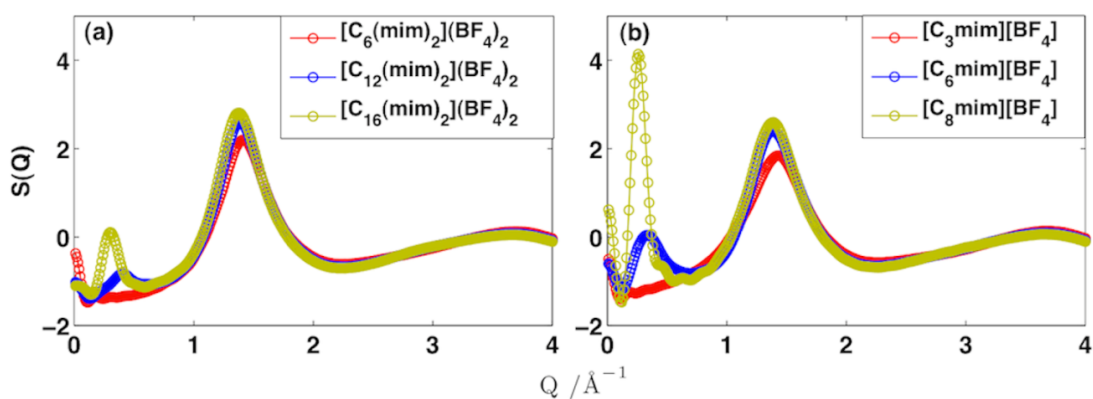 (a)
[C₆(mim)₂](BF₄)₂
[C₁₂(mim)₂](BF₄)₂
[C₁₆(mim)₂](BF₄)₂
(b)
[C₃mim][BF₄]
[C₆mim][BF₄]
[C₈mim][BF₄]
S(Q)
4
2
0
−2
0
1
2
3
4
4
2
0
−2
0
1
2
3
4
Q /Å⁻¹